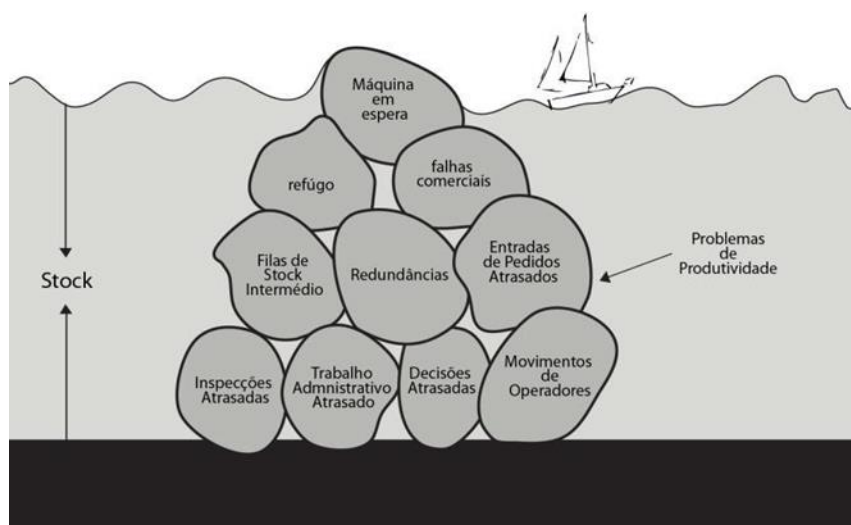 Máquina
em
espera
refúgo
falhas
comerciais
Filas de
Stock
Intermédio
Redundâncias
Entradas
de Pedidos
Atrasados
Problemas
de
Produtividade
Stock
Inspecções
Atrasadas
Trabalho
Admnistrativo
Atrasado
Decisões
Atrasadas
Movimentos
de
Operadores